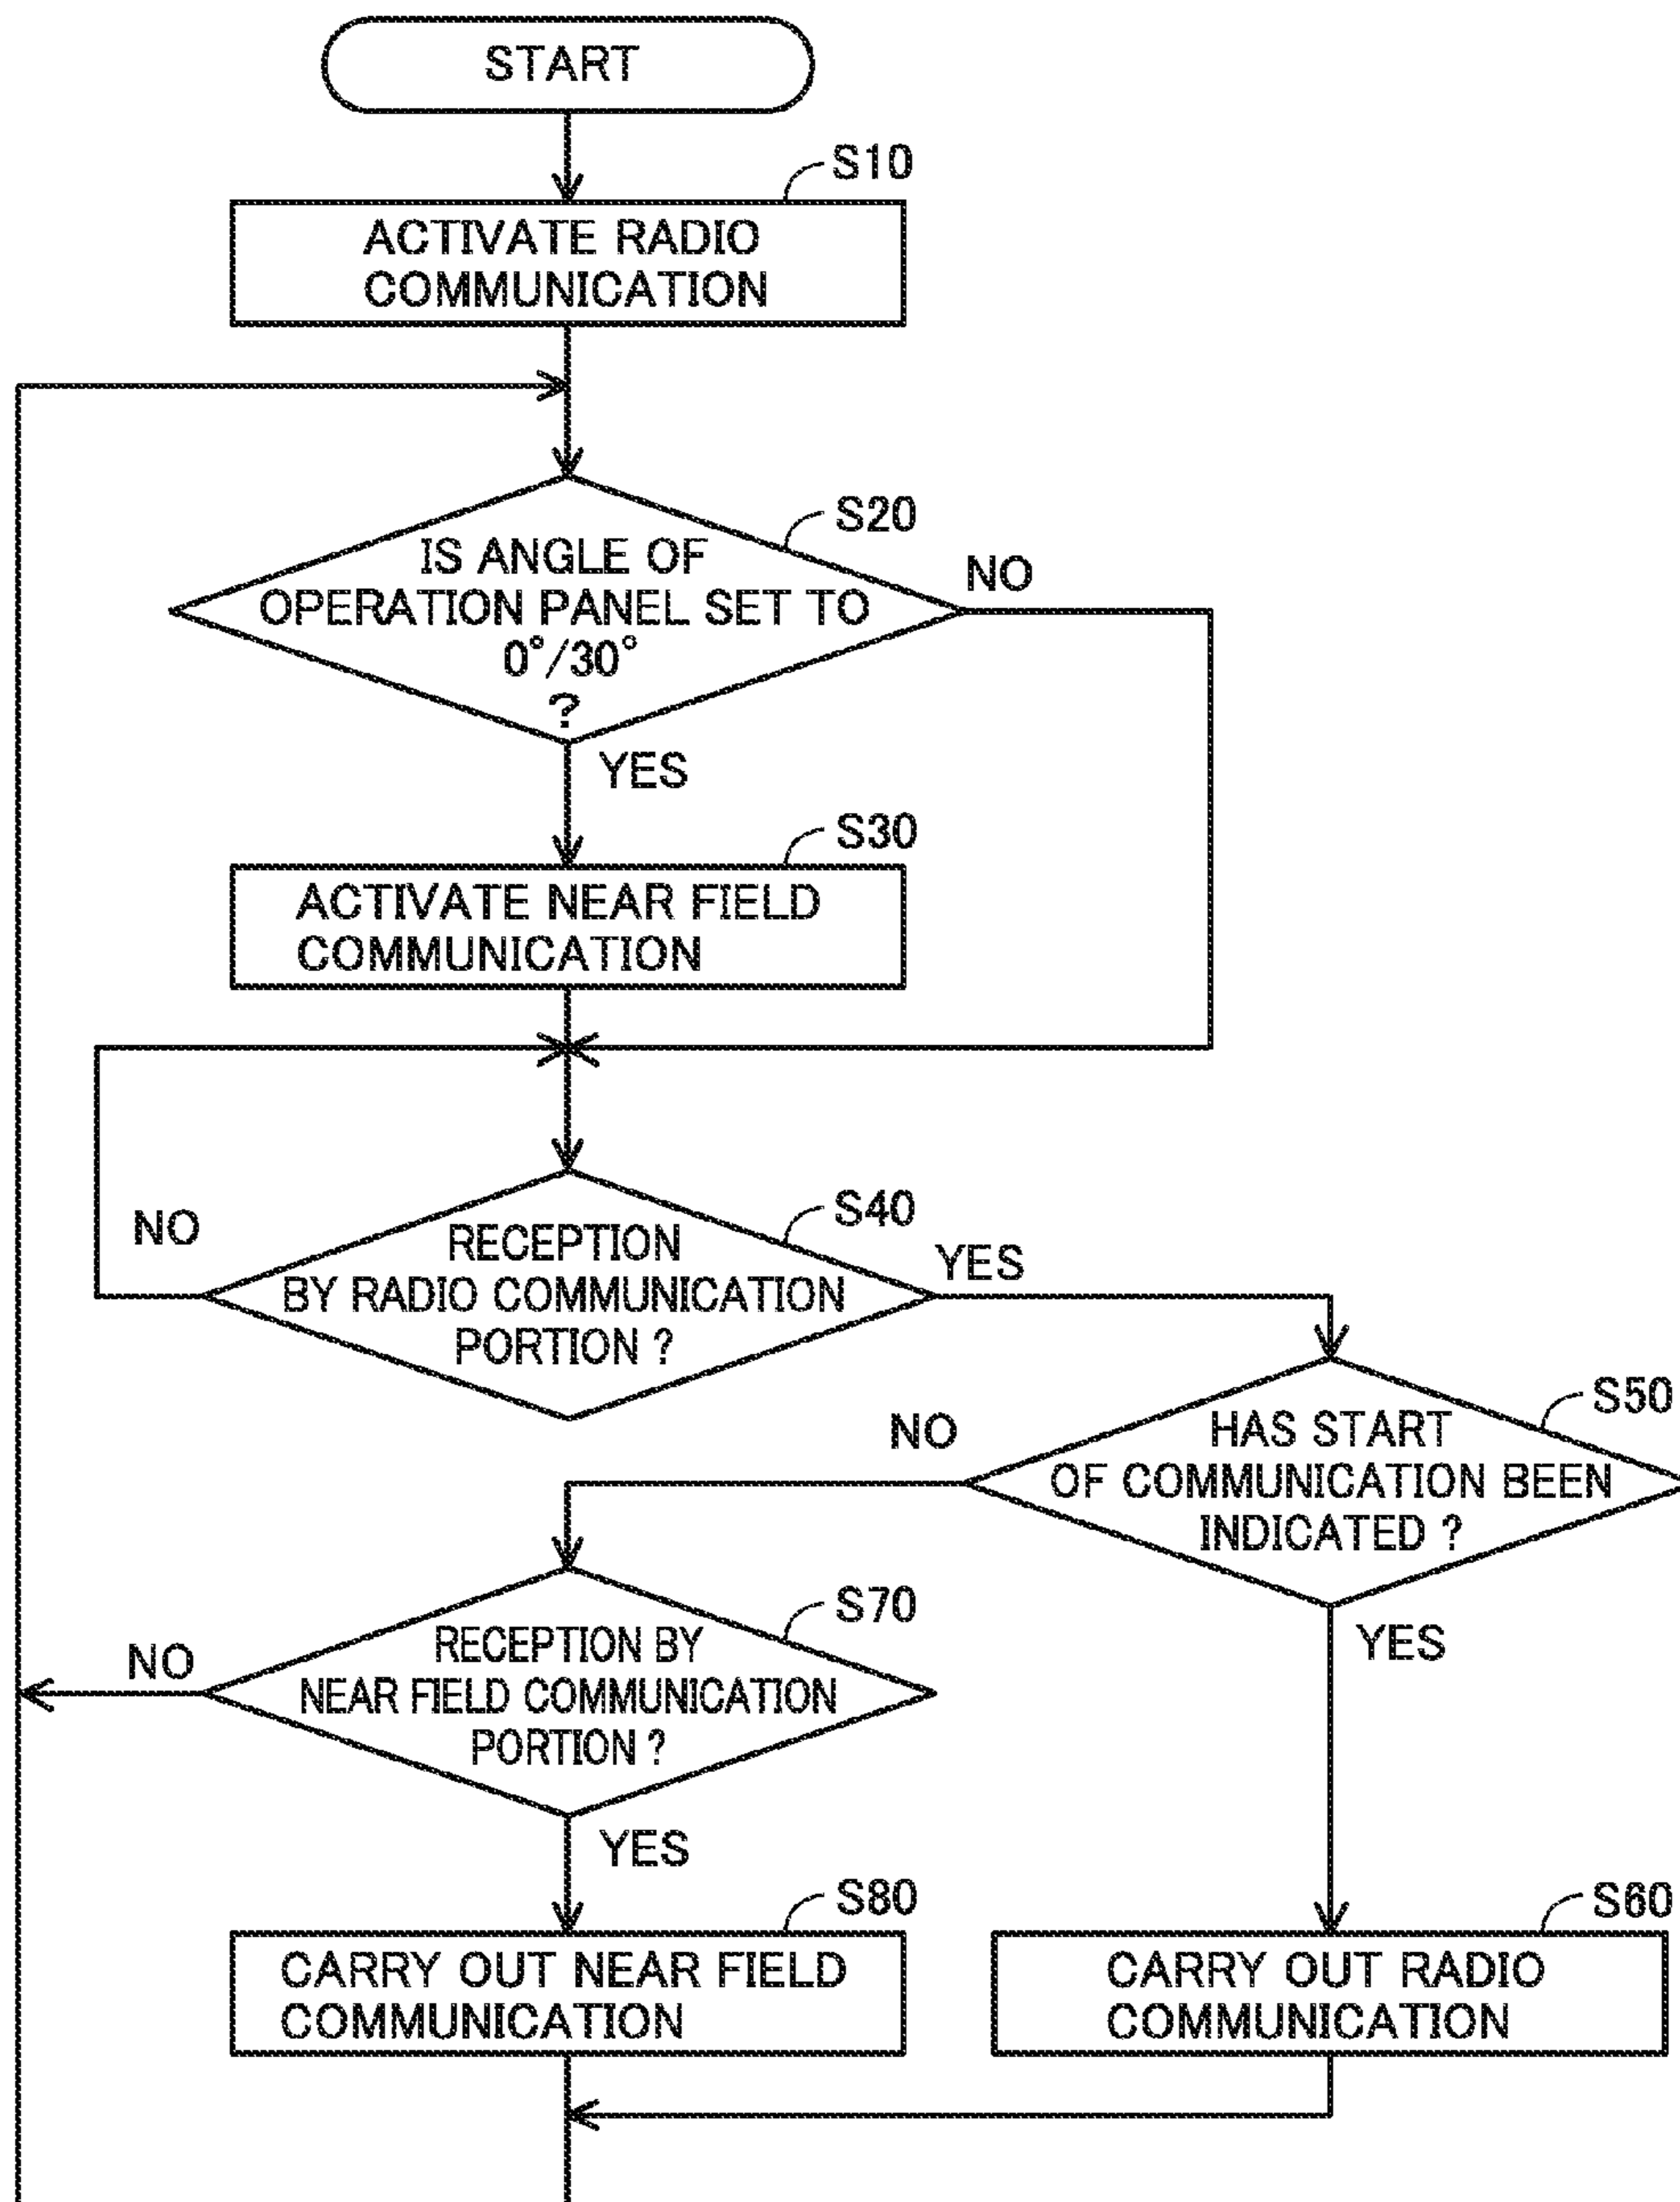 START
S10
ACTIVATE RADIO
COMMUNICATION
S20
IS ANGLE OF
OPERATION PANEL SET TO
0°/30°
?
NO
YES
S30
ACTIVATE NEAR FIELD
COMMUNICATION
S40
NO
RECEPTION
BY RADIO COMMUNICATION
PORTION ?
YES
S50
NO
HAS START
OF COMMUNICATION BEEN
INDICATED ?
YES
S70
NO
RECEPTION BY
NEAR FIELD COMMUNICATION
PORTION ?
YES
S80
CARRY OUT NEAR FIELD
COMMUNICATION
S60
CARRY OUT RADIO
COMMUNICATION